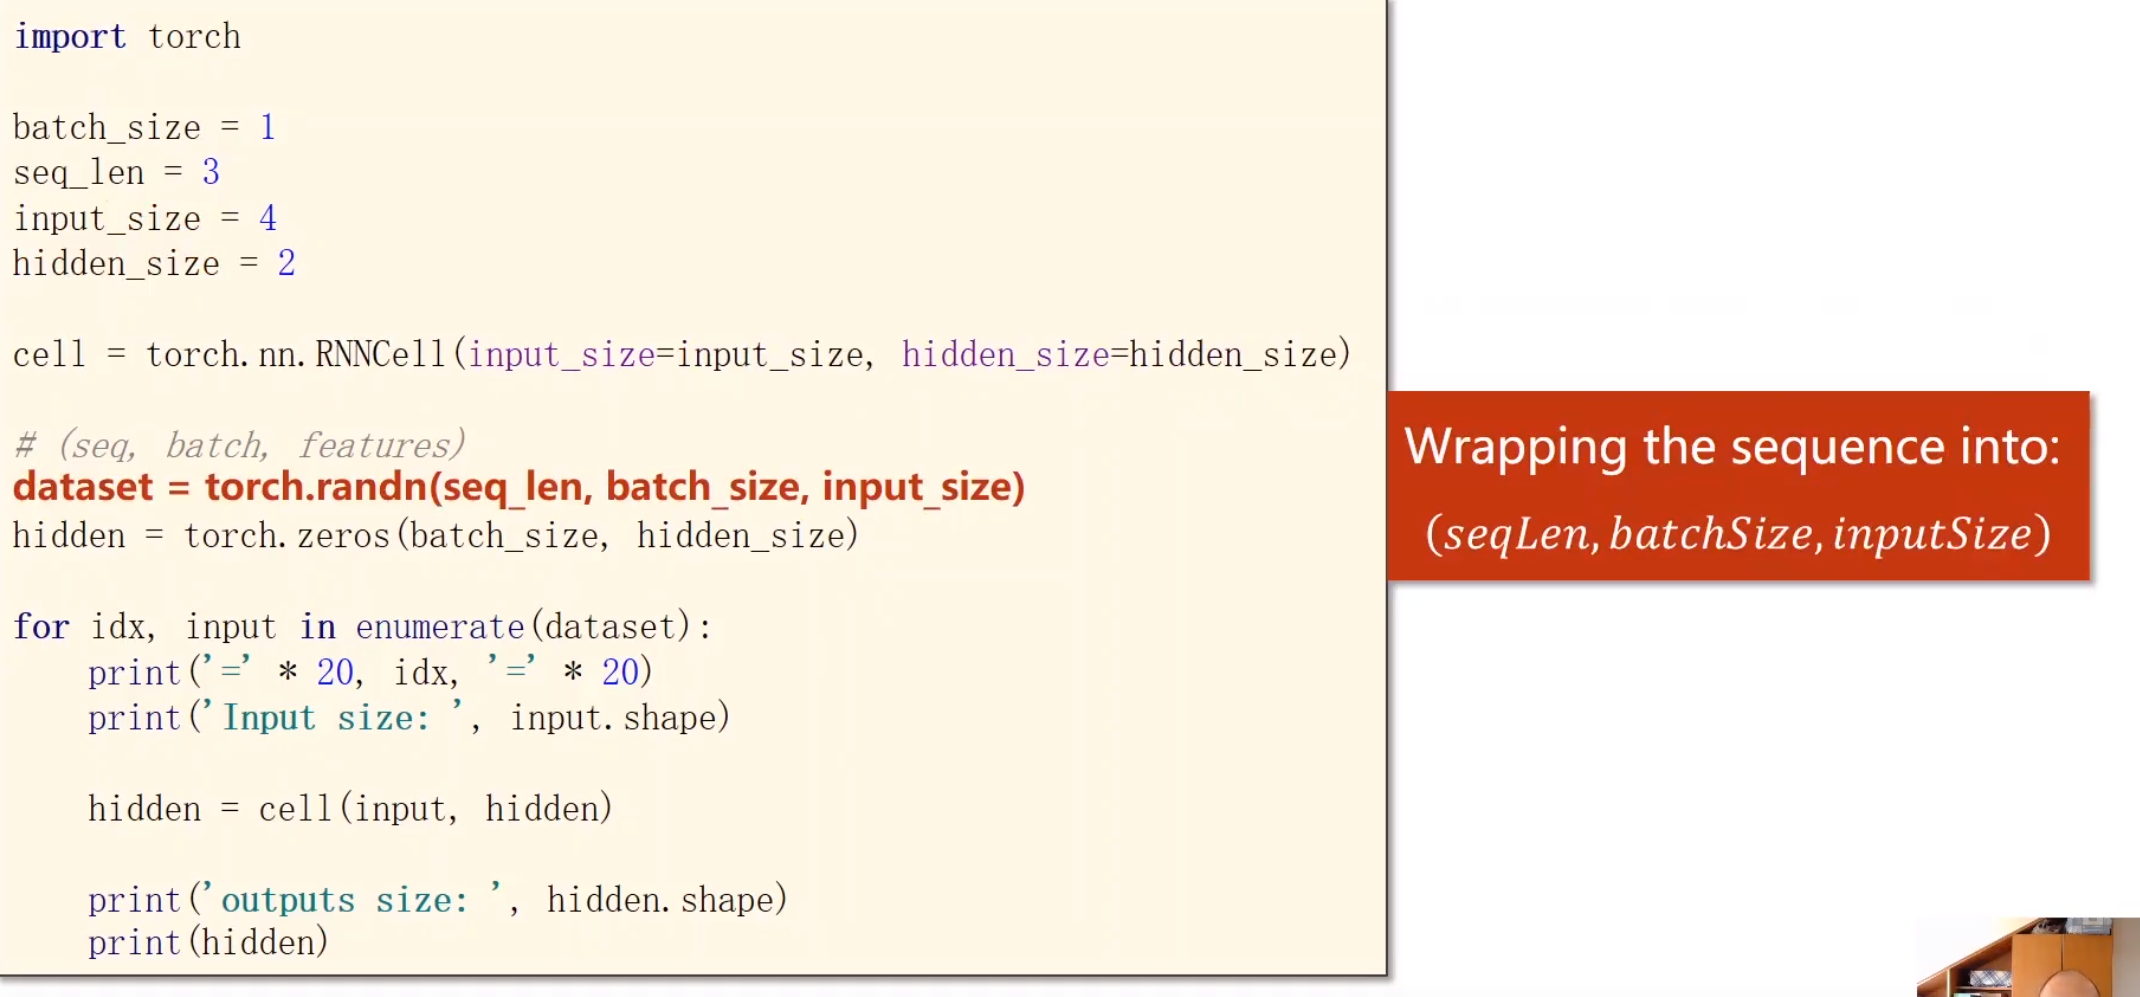 import torch
batch_size = 1
seq_len = 3
input_size = 4
hidden_size = 2
cell = torch.nn.RNNCell(input_size=input_size, hidden_size=hidden_size)
# (seq, batch, features)
dataset = torch.randn(seq_len, batch_size, input_size)
hidden = torch.zeros(batch_size, hidden_size)
for idx, input in enumerate(dataset):
    print('=' * 20, idx, '=' * 20)
    print('Input size: ', input.shape)
    hidden = cell(input, hidden)
    print('outputs size: ', hidden.shape)
    print(hidden)
Wrapping the sequence into:
(seqLen, batchSize, inputSize)